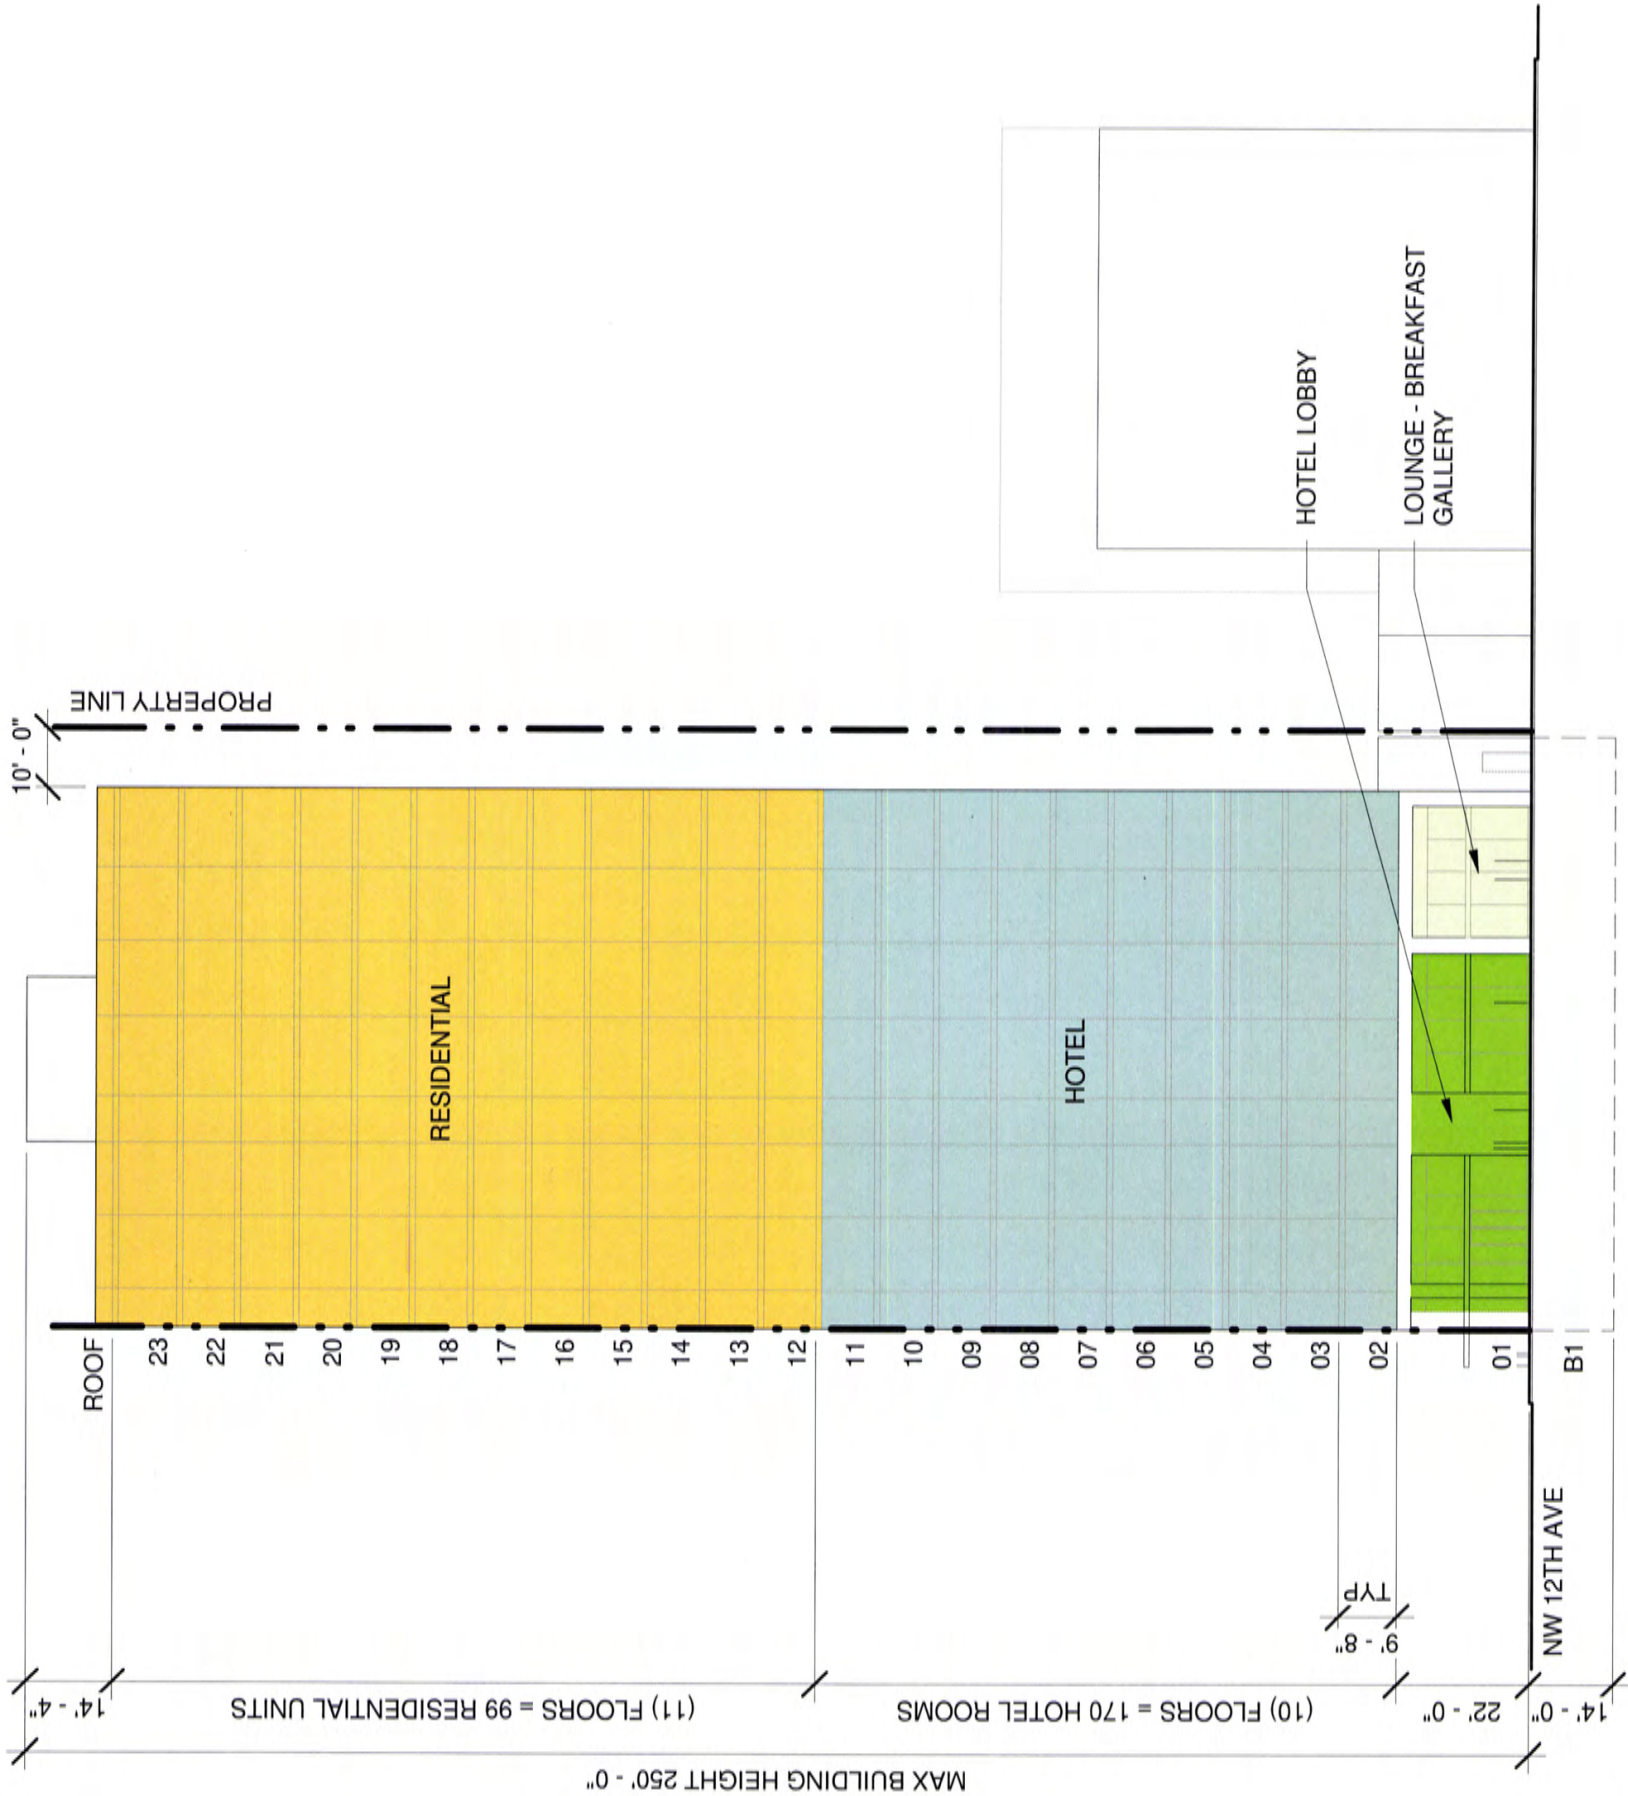 10' - 0"
PROPERTY LINE
ROOF
23
22
21
20
19
18
17
16
15
14
13
12
11
10
09
08
07
06
05
04
03
02
01
B1
RESIDENTIAL
HOTEL
HOTEL LOBBY
LOUNGE - BREAKFAST
GALLERY
NW 12TH AVE
TYP
9' - 8"
14' - 4"
(11) FLOORS = 99 RESIDENTIAL UNITS
(10) FLOORS = 170 HOTEL ROOMS
22' - 0"
14' - 0"
MAX BUILDING HEIGHT 250' - 0"